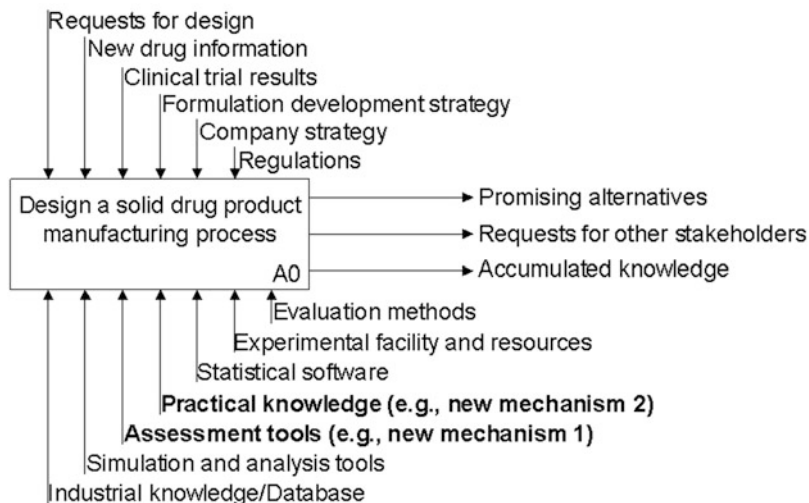 Requests for design
New drug information
Clinical trial results
Formulation development strategy
Company strategy
Regulations
Design a solid drug product
manufacturing process
A0
Promising alternatives
Requests for other stakeholders
Accumulated knowledge
Evaluation methods
Experimental facility and resources
Statistical software
Practical knowledge (e.g., new mechanism 2)
Assessment tools (e.g., new mechanism 1)
Simulation and analysis tools
Industrial knowledge/Database